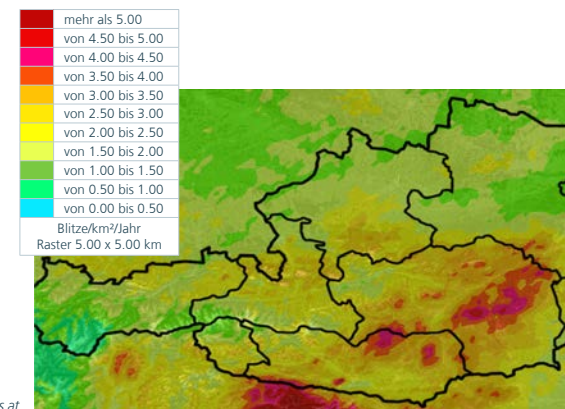 mehr als 5.00
von 4.50 bis 5.00
von 4.00 bis 4.50
von 3.50 bis 4.00
von 3.00 bis 3.50
von 2.50 bis 3.00
von 2.00 bis 2.50
von 1.50 bis 2.00
von 1.00 bis 1.50
von 0.50 bis 1.00
von 0.00 bis 0.50
Blitze/km²/Jahr
Raster 5.00 x 5.00 km
s at